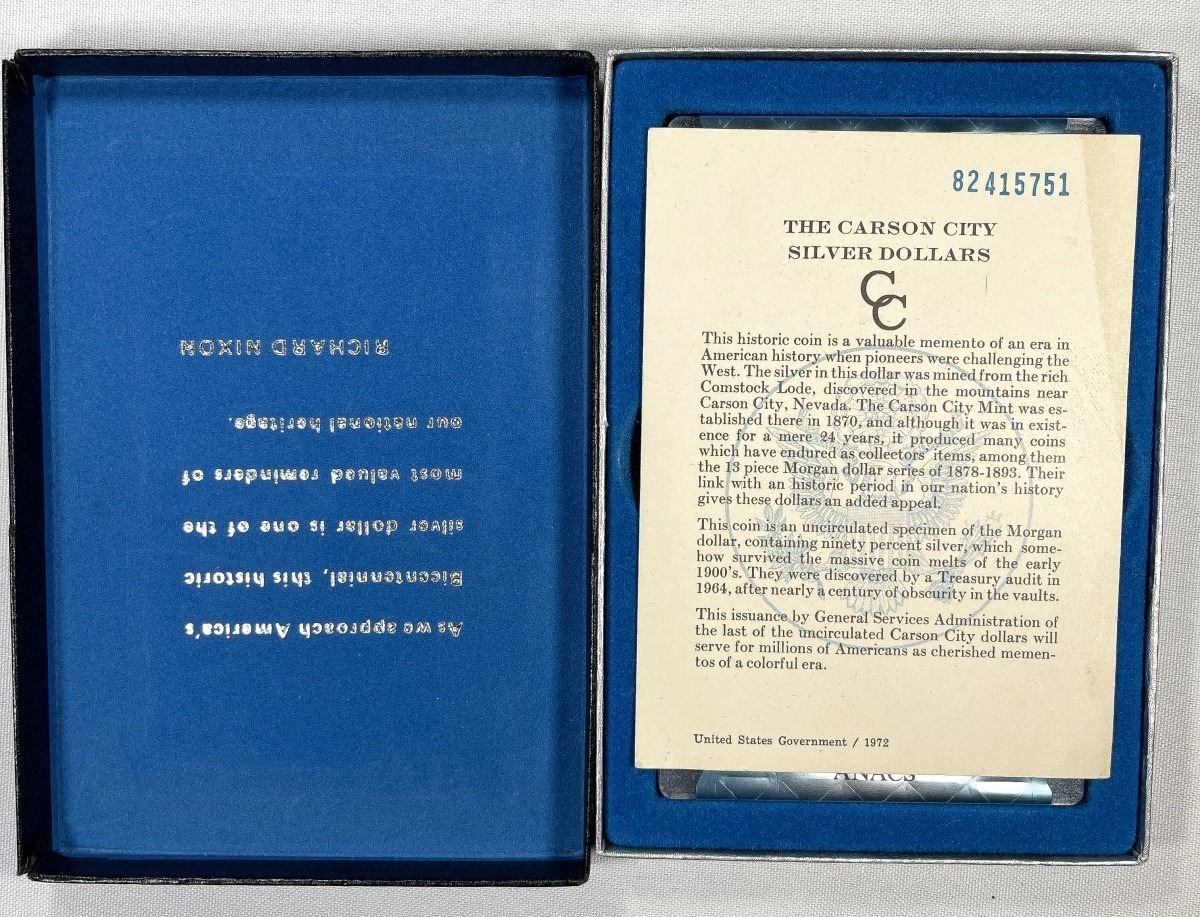 As we approach America's
Bicentennial, this historic
silver dollar is one of the
most valued reminders of
our national heritage.
RICHARD NIXON
82415751
THE CARSON CITY
SILVER DOLLARS
CC
This historic coin is a valuable memento of an era in
American history when pioneers were challenging the
West. The silver in this dollar was mined from the rich
Comstock Lode, discovered in the mountains near
Carson City, Nevada. The Carson City Mint was es-
tablished there in 1870, and although it was in exist-
ence for a mere 24 years, it produced many coins
which have endured as collectors' items, among them
the 13 piece Morgan dollar series of 1878-1893. Their
link with an historic period in our nation's history
gives these dollars an added appeal.
This coin is an uncirculated specimen of the Morgan
dollar, containing ninety percent silver, which some-
how survived the massive coin melts of the early
1900's. They were discovered by a Treasury audit in
1964, after nearly a century of obscurity in the vaults.
This issuance by General Services Administration of
the last of the uncirculated Carson City dollars will
serve for millions of Americans as cherished memen-
tos of a colorful era.
United States Government / 1972
ANACS